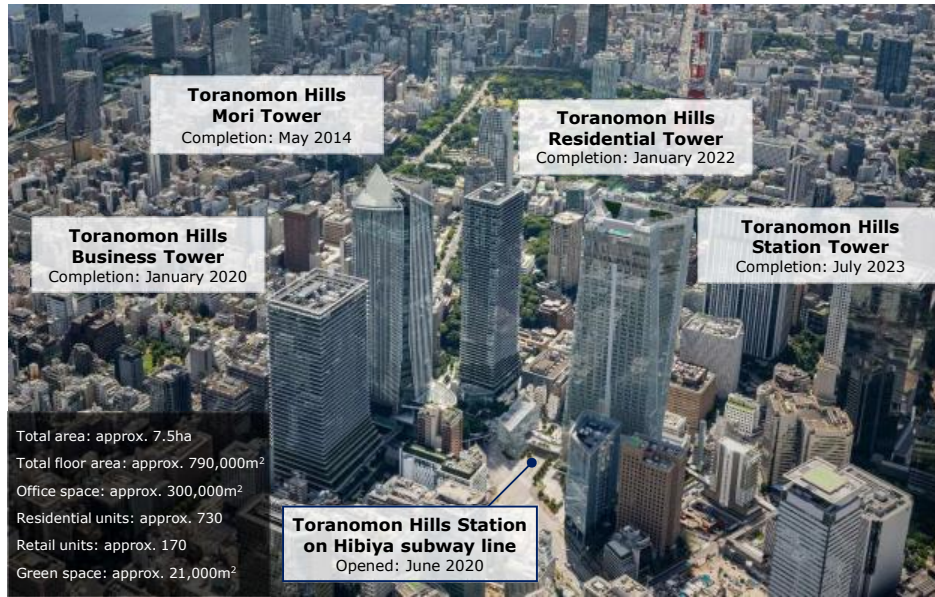 Toranomon Hills
Mori Tower
Completion: May 2014
Toranomon Hills
Residential Tower
Completion: January 2022
Toranomon Hills
Business Tower
Completion: January 2020
Toranomon Hills
Station Tower
Completion: July 2023
Total area: approx. 7.5ha
Total floor area: approx. 790,000m²
Office space: approx. 300,000m²
Residential units: approx. 730
Retail units: approx. 170
Green space: approx. 21,000m²
Toranomon Hills Station
on Hibiya subway line
Opened: June 2020